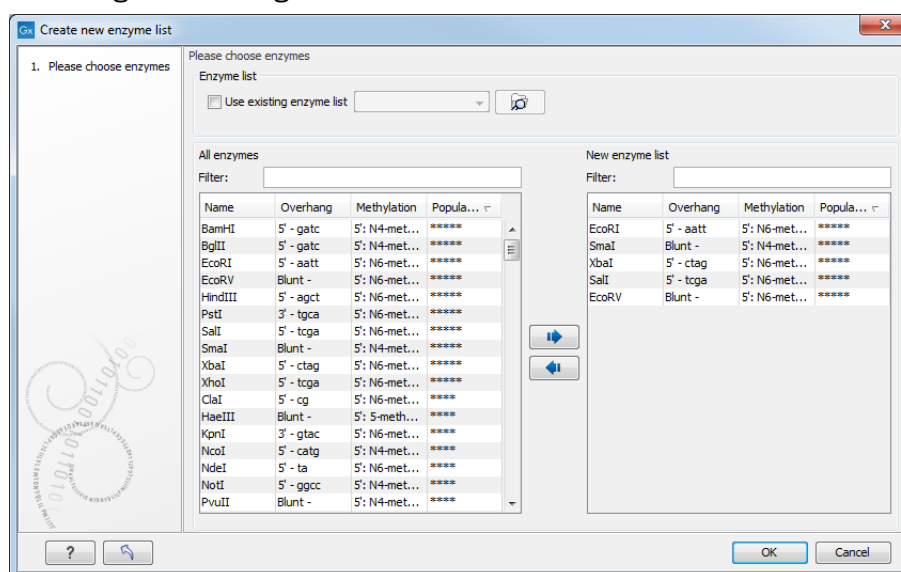 Gx Create new enzyme list
1. Please choose enzymes
Please choose enzymes
Enzyme list
Use existing enzyme list
All enzymes
Filter:
Name Overhang Methylation Popula...
BamHI 5' - gatc 5': N4-met... *****
BglII 5' - gatc 5': N4-met... *****
EcoRI 5' - aatt 5': N6-met... *****
EcoRV Blunt - 5': N6-met... *****
HindIII 5' - agct 5': N6-met... *****
PstI 3' - tgca 5': N6-met... *****
SalI 5' - tcga 5': N6-met... *****
SmaI Blunt - 5': N4-met... *****
XbaI 5' - ctag 5': N6-met... *****
XhoI 5' - tcga 5': N6-met... *****
ClaI 5' - cg 5': N6-met... ****
HaeIII Blunt - 5': 5-meth... ****
KpnI 3' - gtac 5': N6-met... ****
NcoI 5' - catg 5': N4-met... ****
NdeI 5' - ta 5': N6-met... ****
NotI 5' - ggcc 5': N4-met... ****
PvuII Blunt - 5': N4-met... ****
New enzyme list
Filter:
Name Overhang Methylation Popula...
EcoRI 5' - aatt 5': N6-met... *****
SmaI Blunt - 5': N4-met... *****
XbaI 5' - ctag 5': N6-met... *****
SalI 5' - tcga 5': N6-met... *****
EcoRV Blunt - 5': N6-met... *****
?
OK Cancel